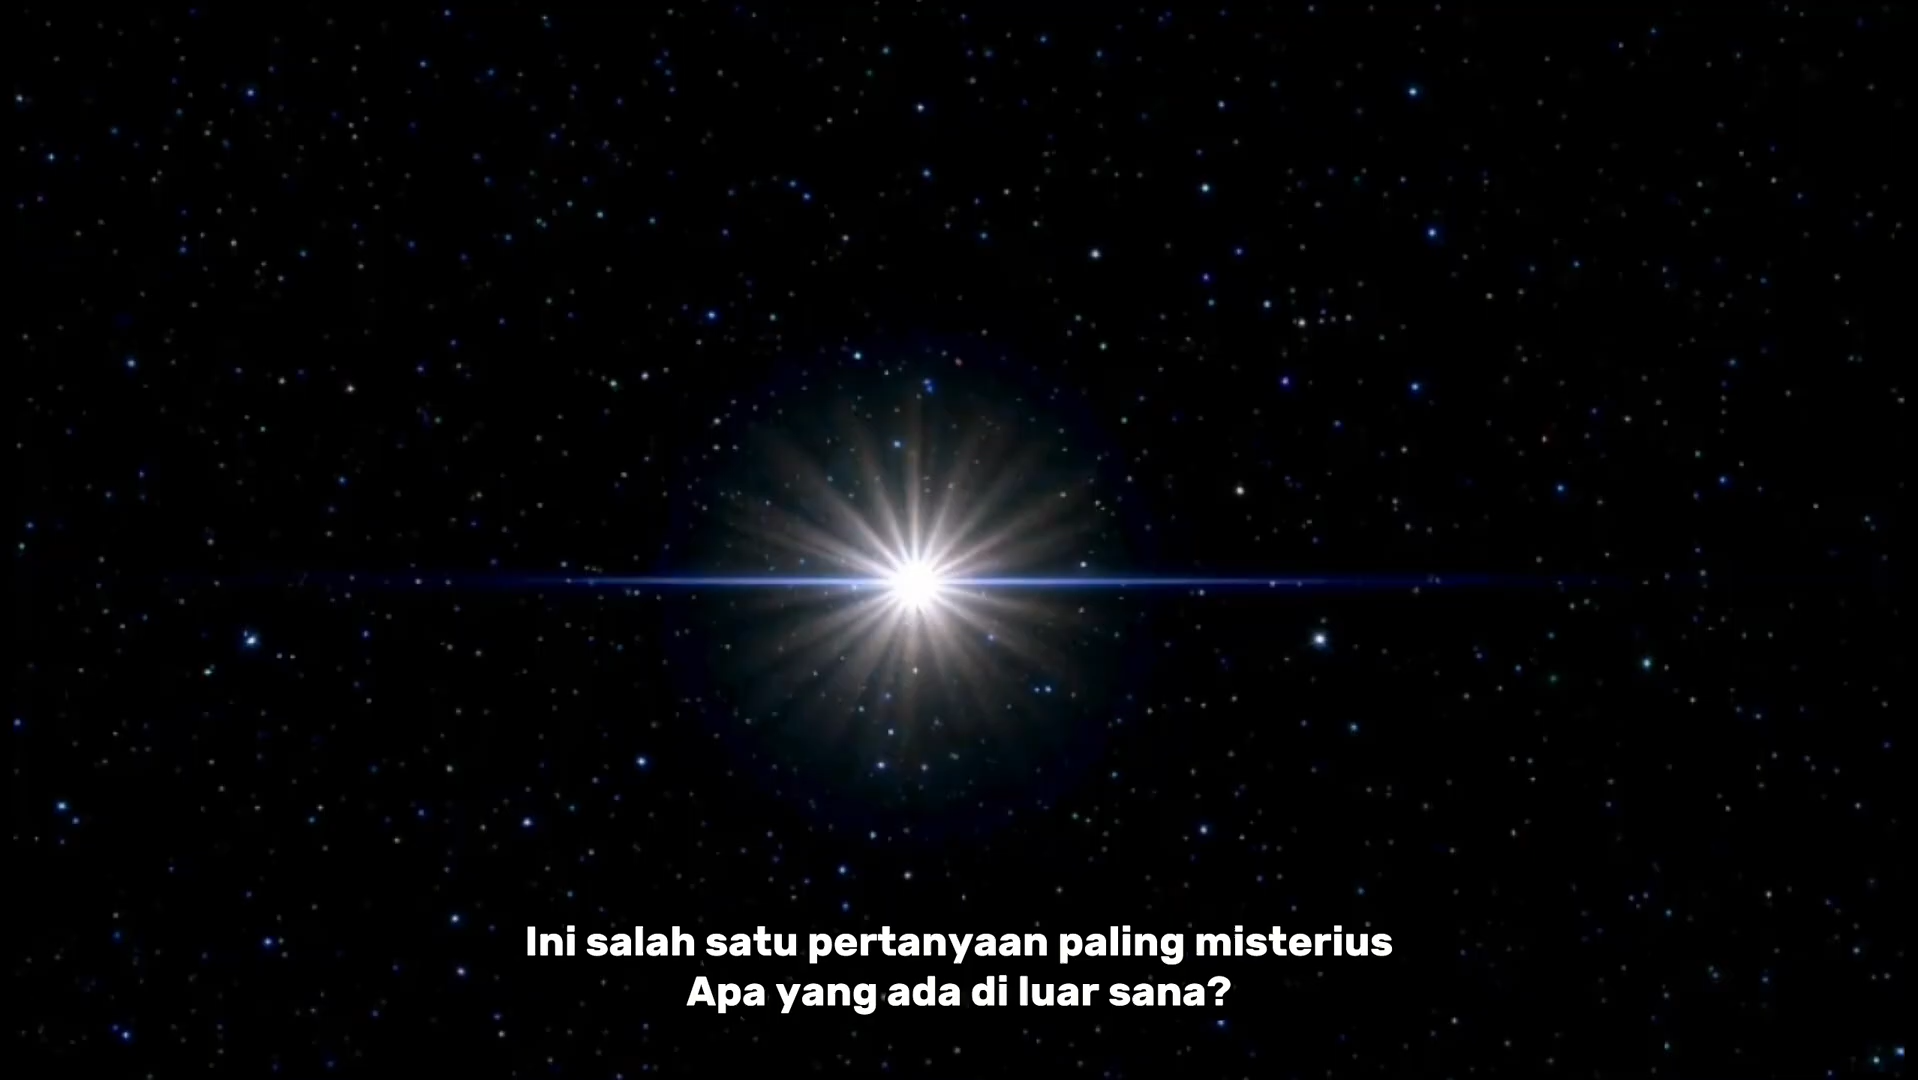 Ini salah satu pertanyaan paling misterius
Apa yang ada di luar sana?